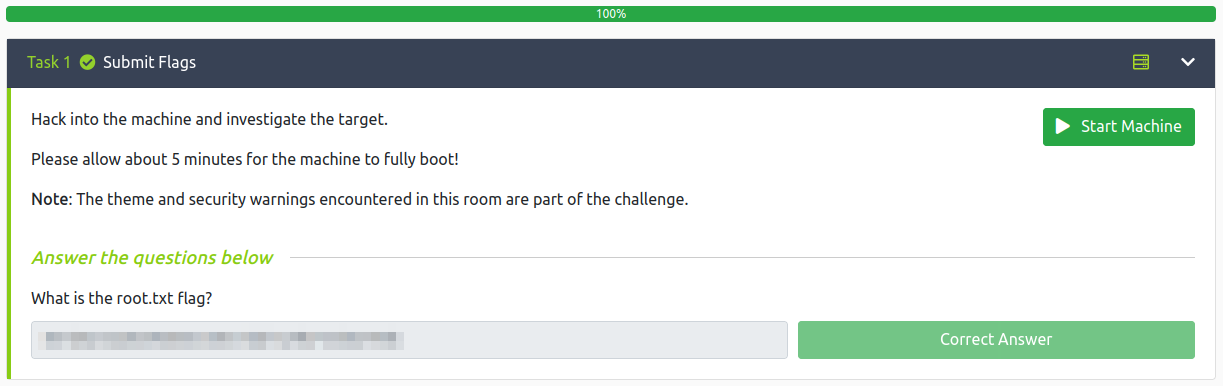 100%
Task 1 Submit Flags
Hack into the machine and investigate the target.
Start Machine
Please allow about 5 minutes for the machine to fully boot!
Note: The theme and security warnings encountered in this room are part of the challenge.
Answer the questions below
What is the root.txt flag?
Correct Answer